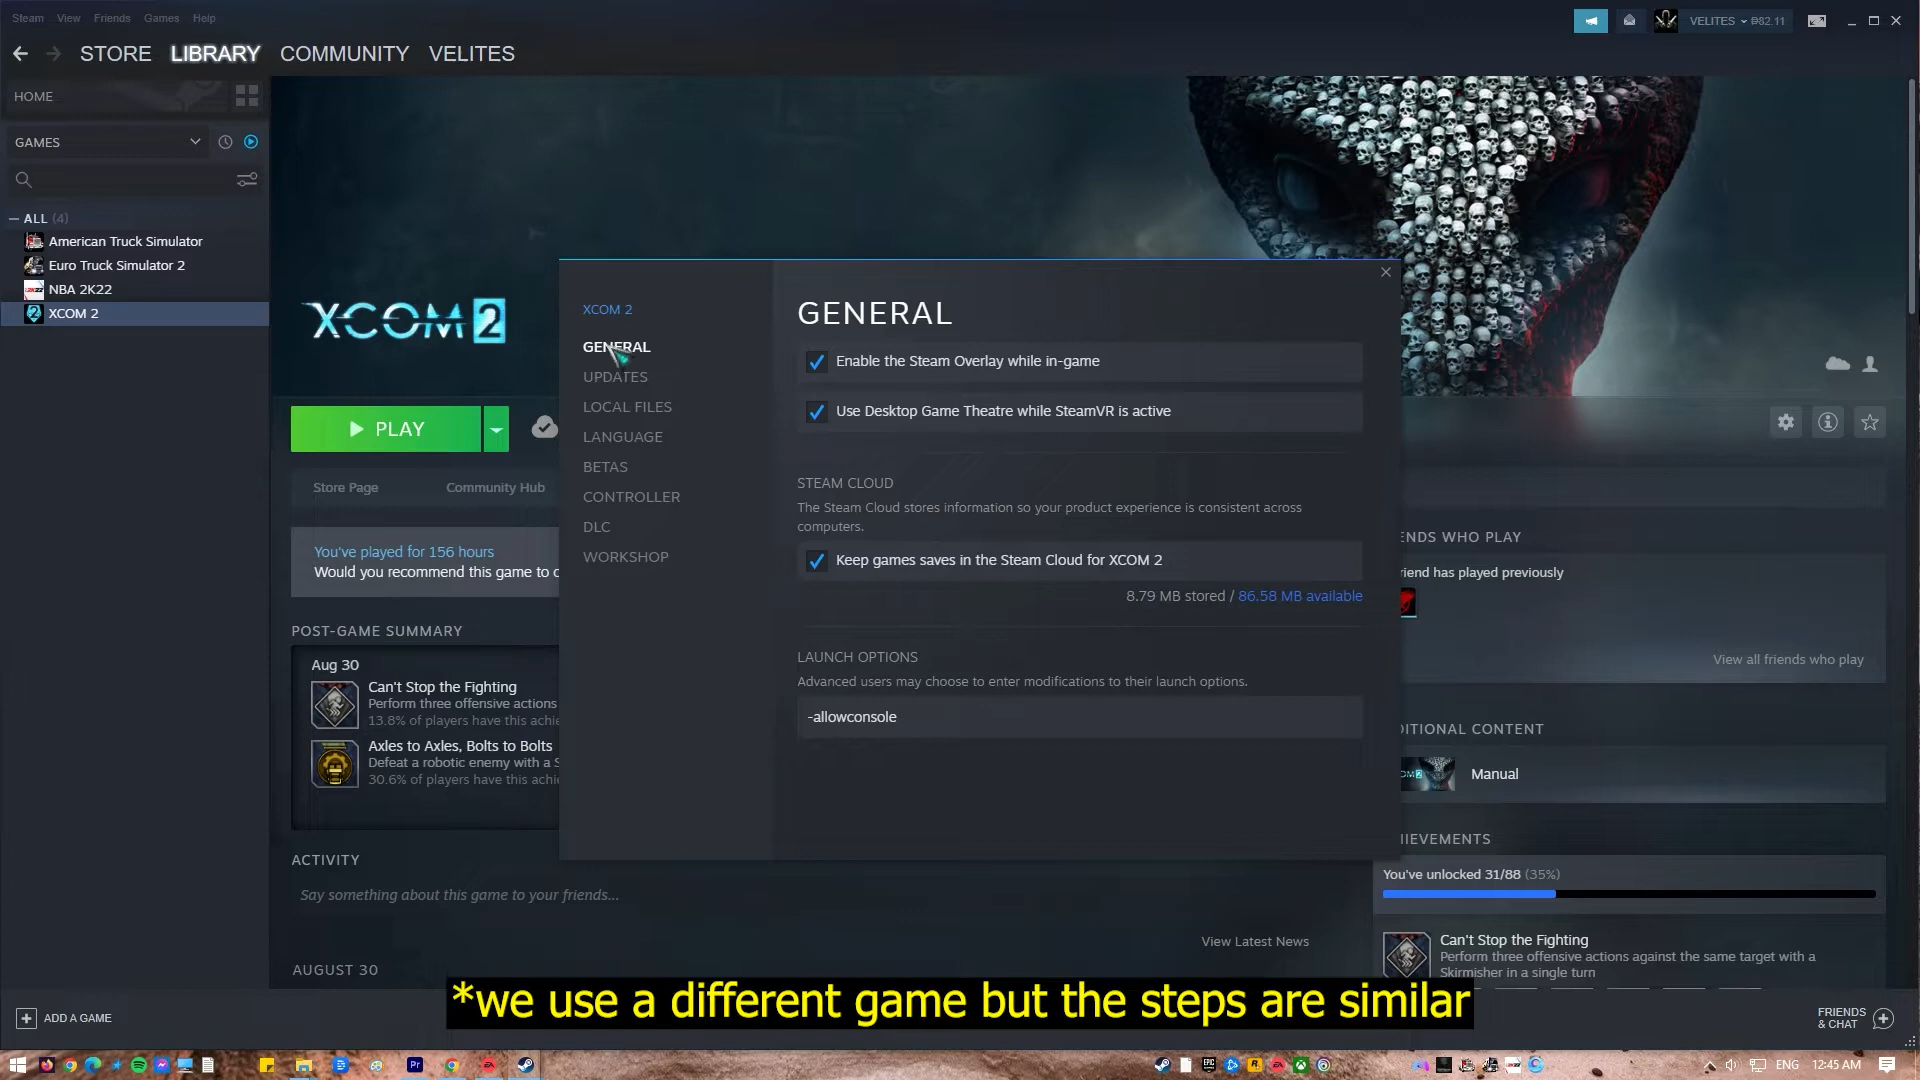 Steam View Friends Games Help
VELITES ₱82.11
STORE LIBRARY COMMUNITY VELITES
HOME
GAMES
ALL (4)
American Truck Simulator
Euro Truck Simulator 2
NBA 2K22
XCOM 2
XCOM 2
PLAY
Store Page Community Hub
You've played for 156 hours
Would you recommend this game to o
POST-GAME SUMMARY
Aug 30
Can't Stop the Fighting
Perform three offensive actions
13.8% of players have this achie
Axles to Axles, Bolts to Bolts
Defeat a robotic enemy with a S
30.6% of players have this achie
ACTIVITY
Say something about this game to your friends...
View Latest News
AUGUST 30
XCOM 2
GENERAL
UPDATES
LOCAL FILES
LANGUAGE
BETAS
CONTROLLER
DLC
WORKSHOP
GENERAL
Enable the Steam Overlay while in-game
Use Desktop Game Theatre while SteamVR is active
STEAM CLOUD
The Steam Cloud stores information so your product experience is consistent across
computers.
Keep games saves in the Steam Cloud for XCOM 2
8.79 MB stored / 86.58 MB available
LAUNCH OPTIONS
Advanced users may choose to enter modifications to their launch options.
-allowconsole
ENDS WHO PLAY
riend has played previously
View all friends who play
DITIONAL CONTENT
Manual
HIEVEMENTS
You've unlocked 31/88 (35%)
Can't Stop the Fighting
Perform three offensive actions against the same target with a
Skirmisher in a single turn
*we use a different game but the steps are similar
ADD A GAME
FRIENDS
& CHAT
ENG 12:45 AM